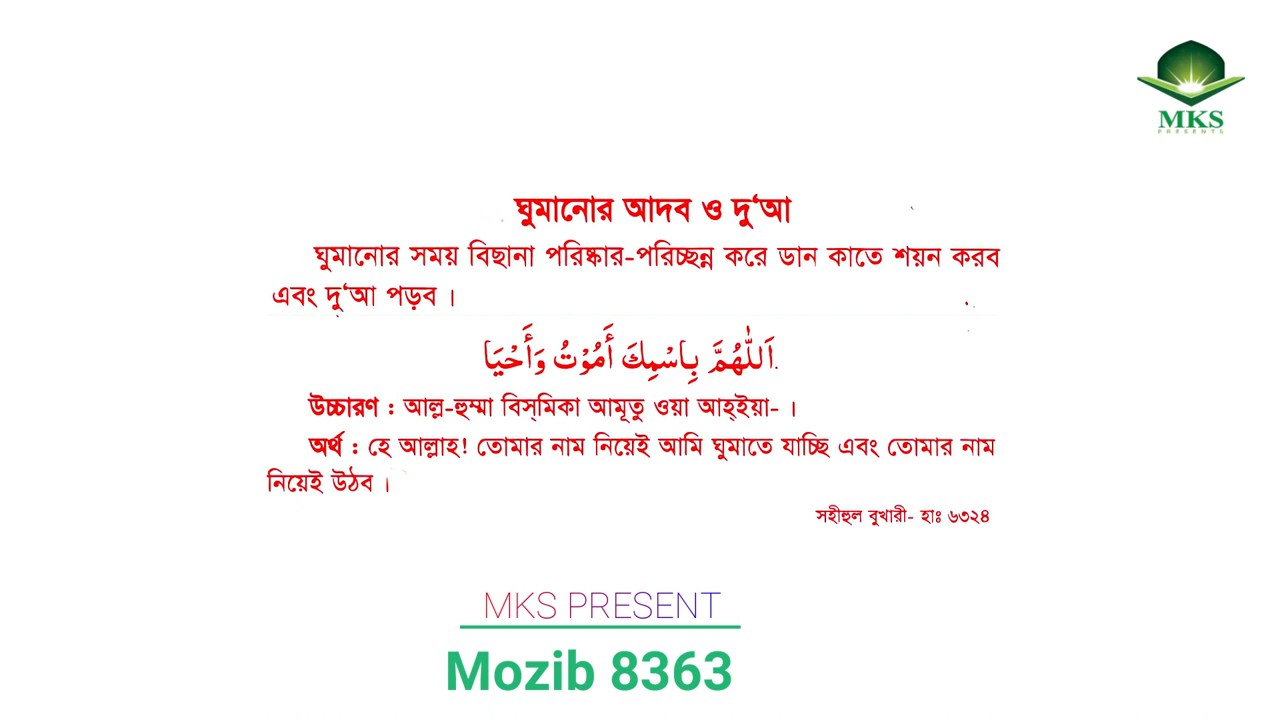 MKS
PRESENTS
ঘুমানোর আদব ও দু‘আ
ঘুমানোর সময় বিছানা পরিষ্কার-পরিচ্ছন্ন করে ডান কাতে শয়ন করব
এবং দু‘আ পড়ব ।
اَللّٰهُمَّ بِاسْمِكَ أَمُوْتُ وَأَحْيَا.
উচ্চারণ : আল্ল-হুম্মা বিস্‌মিকা আমূতু ওয়া আহ্‌ইয়া- ।
অর্থ : হে আল্লাহ! তোমার নাম নিয়েই আমি ঘুমাতে যাচ্ছি এবং তোমার নাম
নিয়েই উঠব ।
সহীহুল বুখারী- হাঃ ৬৩২৪
MKS PRESENT
Mozib 8363